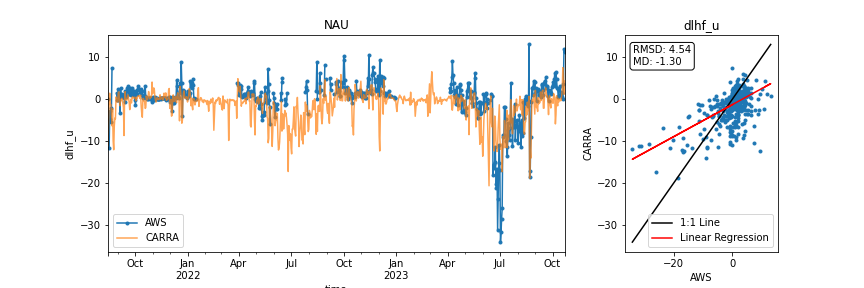 NAU
dlhf_u
10
0
−10
−20
−30
dlhf_u
AWS
CARRA
Oct
Jan
2022
Apr
Jul
Oct
Jan
2023
Apr
Jul
Oct
time
dlhf_u
RMSD: 4.54
MD: -1.30
10
0
−10
−20
−30
CARRA
1:1 Line
Linear Regression
−20
0
AWS